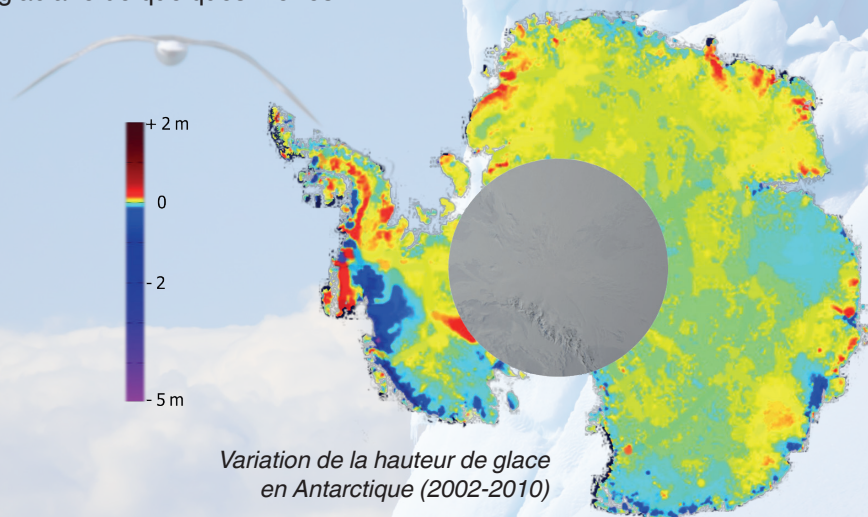 + 2 m
0
- 2
- 5 m
Variation de la hauteur de glace
en Antarctique (2002-2010)